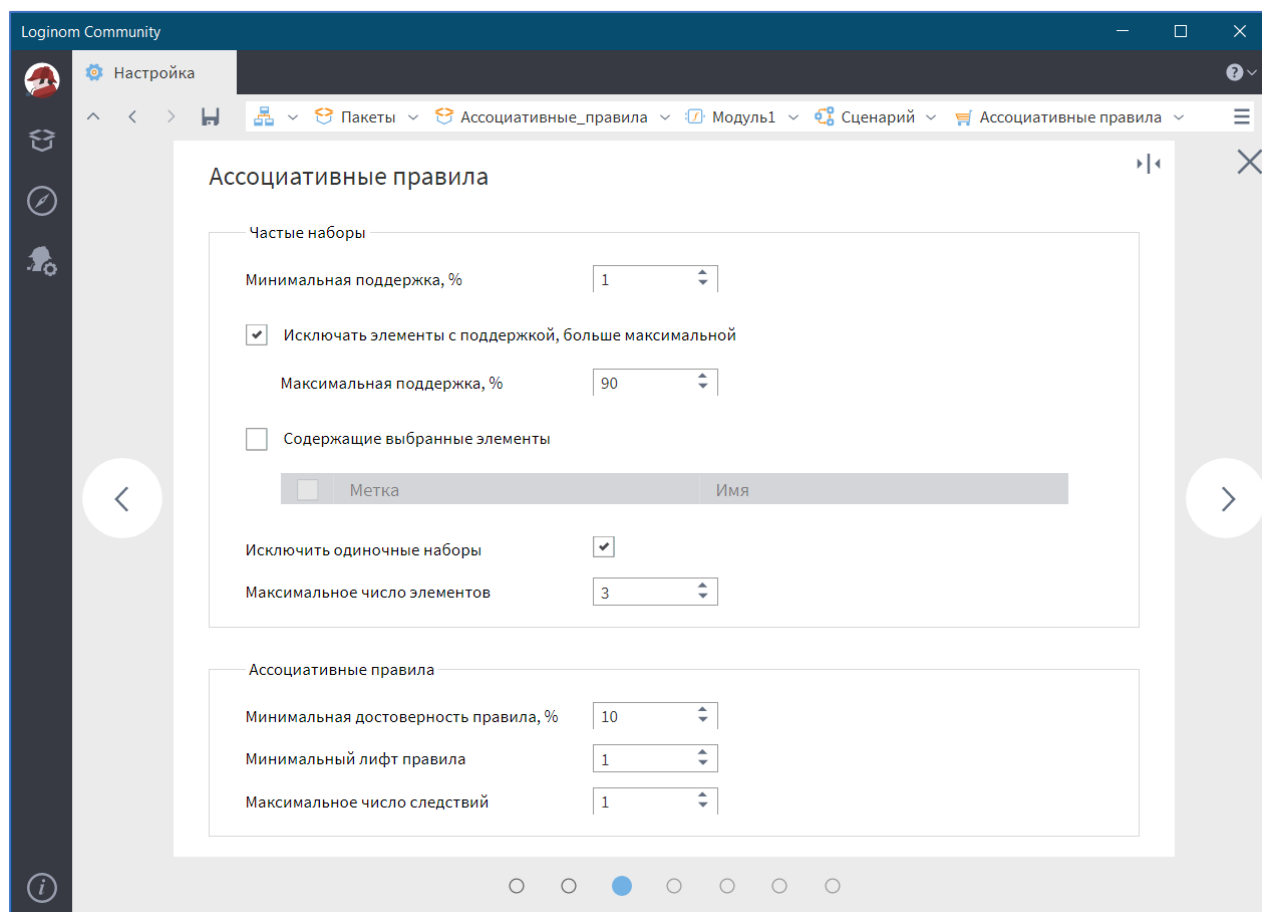 Loginom Community
Настройка
Пакеты Ассоциативные_правила Модуль1 Сценарий Ассоциативные правила
Ассоциативные правила
Частые наборы
Минимальная поддержка, % 1
Исключать элементы с поддержкой, больше максимальной
Максимальная поддержка, % 90
Содержащие выбранные элементы
Метка Имя
Исключить одиночные наборы
Максимальное число элементов 3
Ассоциативные правила
Минимальная достоверность правила, % 10
Минимальный лифт правила 1
Максимальное число следствий 1